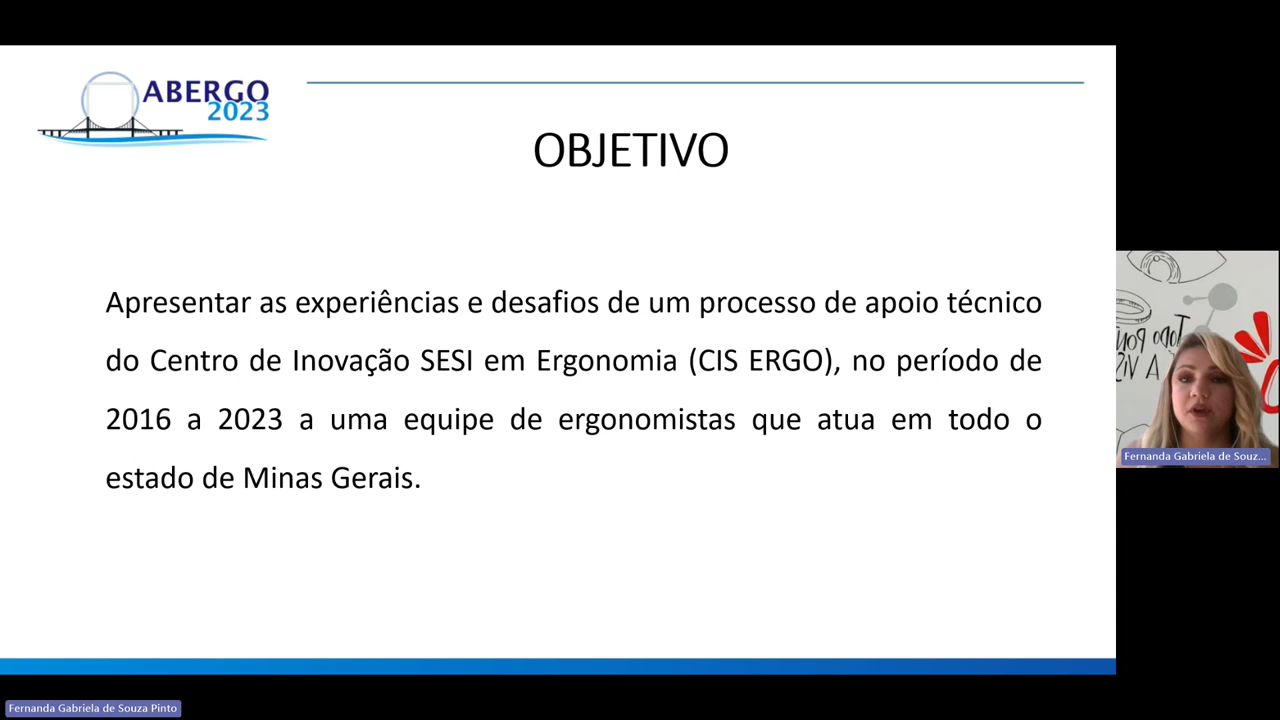 ABERGO
2023
OBJETIVO
Apresentar as experiências e desafios de um processo de apoio técnico
do Centro de Inovação SESI em Ergonomia (CIS ERGO), no período de
2016 a 2023 a uma equipe de ergonomistas que atua em todo o
estado de Minas Gerais.
Fernanda Gabriela de Souz...
Fernanda Gabriela de Souza Pinto